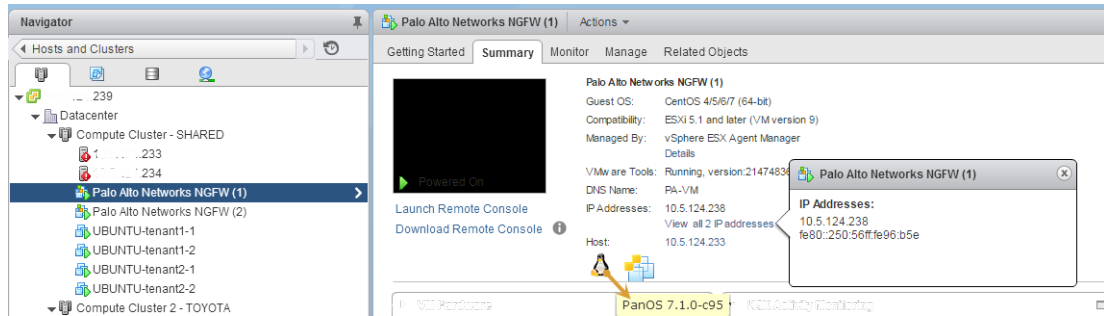 Navigator
Hosts and Clusters
239
Datacenter
Compute Cluster - SHARED
.233
234
Palo Alto Networks NGFW (1)
Palo Alto Networks NGFW (2)
UBUNTU-tenant1-1
UBUNTU-tenant1-2
UBUNTU-tenant2-1
UBUNTU-tenant2-2
Compute Cluster 2 - TOYOTA
Palo Alto Networks NGFW (1) Actions
Getting Started Summary Monitor Manage Related Objects
Powered On
Launch Remote Console
Download Remote Console
Palo Alto Networks NGFW (1)
Guest OS: CentOS 4/5/6/7 (64-bit)
Compatibility: ESXi 5.1 and later (VM version 9)
Managed By: vSphere ESX Agent Manager
Details
VMware Tools: Running, version:21474836
DNS Name: PA-VM
IP Addresses: 10.5.124.238
View all 2 IP addresses
Host: 10.5.124.233
Palo Alto Networks NGFW (1)
IP Addresses:
10.5.124.238
fe80::250:56ff:fe96:b5e
PanOS 7.1.0-c95
VM Hardware
NSX Activity Monitoring